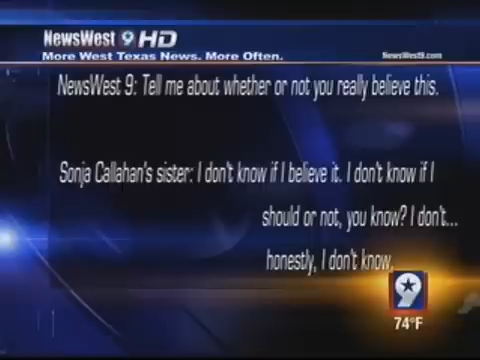 NewsWest 9 HD
More West Texas News. More Often.
NewsWest9.com
NewsWest 9: Tell me about whether or not you really believe this.
Sonja Callahan's sister: I don't know if I believe it. I don't know if I
should or not, you know? I don't...
honestly, I don't know.
9
74°F